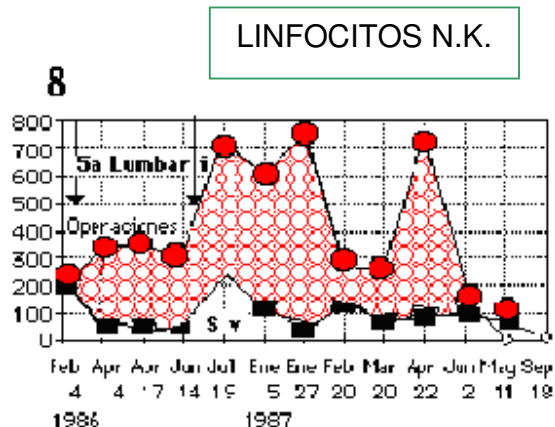 LINFOCITOS N.K.
8
800
700
600
5a Lumbar i
500
400
Operaciones
300
200
100
0
S v
Feb Apr Abr Jun Jul Ene Ene Feb Mar Apr Jun May Sep
4 4 17 14 19 5 27 20 20 22 2 11 18
1986 1987